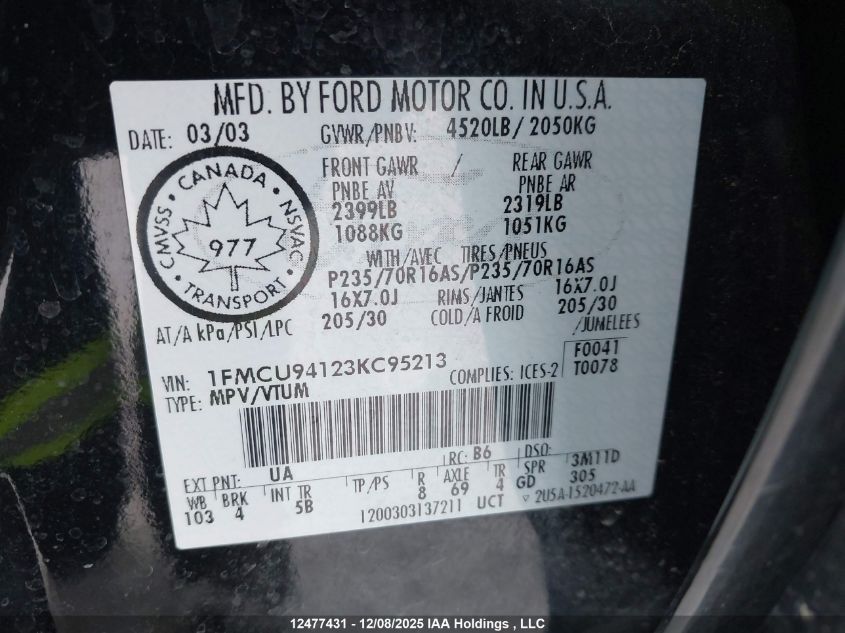 MFD. BY FORD MOTOR CO. IN U.S.A.
DATE: 03/03 GVWR/PNBV: 4520LB/ 2050KG
FRONT GAWR / REAR GAWR
PNBE AV PNBE AR
2399LB 2319LB
1088KG 1051KG
WITH/AVEC TIRES/PNEUS
P235/70R16AS/P235/70R16AS
16X7.0J RIMS/JANTES 16X7.0J
AT/A kPa/PSI/LPC 205/30 COLD/A FROID 205/30
/JUMELEES
CANADA
CMVSS NSVAC
977
TRANSPORT
VIN: 1FMCU94123KC95213 COMPLIES: ICES-2 F0041
TYPE: MPV/VTUM T0078
EXT PNT: UA RC: B6 DSO:
WB BRK INT TR TP/PS R AXLE TR SPR 3M11D
103 4 5B 8 69 4 GD 305
1200303137211 UCT ▽ 2U5A-1520472-AA
12477431 - 12/08/2025 IAA Holdings , LLC